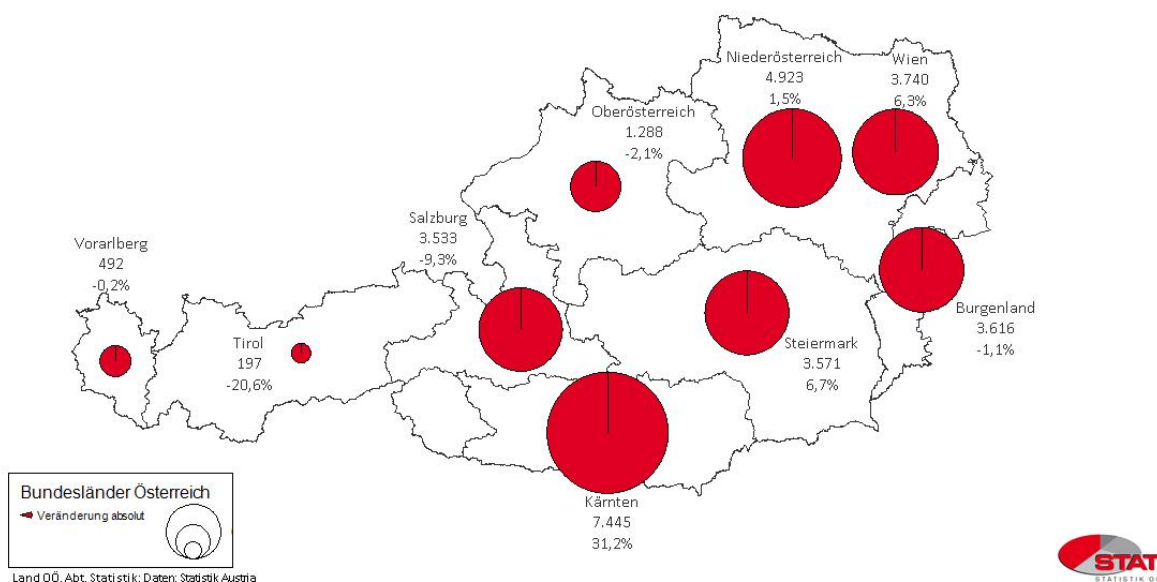 Niederösterreich
4.923
1,5%
Wien
3.740
6,3%
Oberösterreich
1.288
-2,1%
Salzburg
3.533
-9,3%
Vorarlberg
492
-0,2%
Tirol
197
-20,6%
Steiermark
3.571
6,7%
Burgenland
3.616
-1,1%
Kärnten
7.445
31,2%
Bundesländer Österreich
Veränderung absolut
Land OÖ, Abt. Statistik; Daten: Statistik Austria
STAT
STATISTIK O